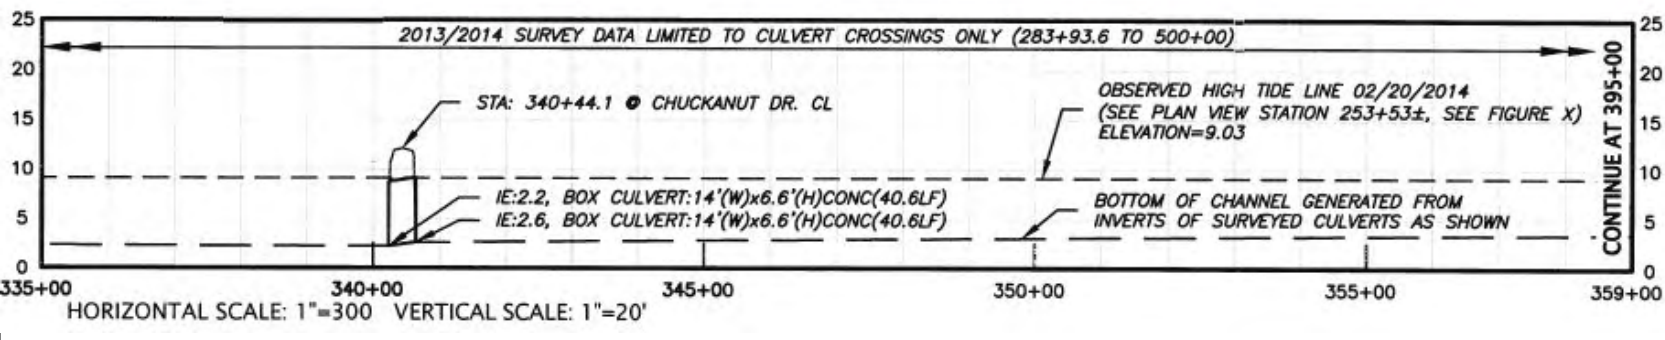 25
2013/2014 SURVEY DATA LIMITED TO CULVERT CROSSINGS ONLY (283+93.6 TO 500+00)
25
20
20
STA: 340+44.1 @ CHUCKANUT DR. CL
OBSERVED HIGH TIDE LINE 02/20/2014
(SEE PLAN VIEW STATION 253+53±, SEE FIGURE X)
ELEVATION=9.03
15
15
10
10
IE:2.2, BOX CULVERT:14'(W)x6.6'(H)CONC(40.6LF)
IE:2.6, BOX CULVERT:14'(W)x6.6'(H)CONC(40.6LF)
BOTTOM OF CHANNEL GENERATED FROM
INVERTS OF SURVEYED CULVERTS AS SHOWN
5
5
0
0
CONTINUE AT 395+00
335+00
340+00
345+00
350+00
355+00
359+00
HORIZONTAL SCALE: 1"=300 VERTICAL SCALE: 1"=20'